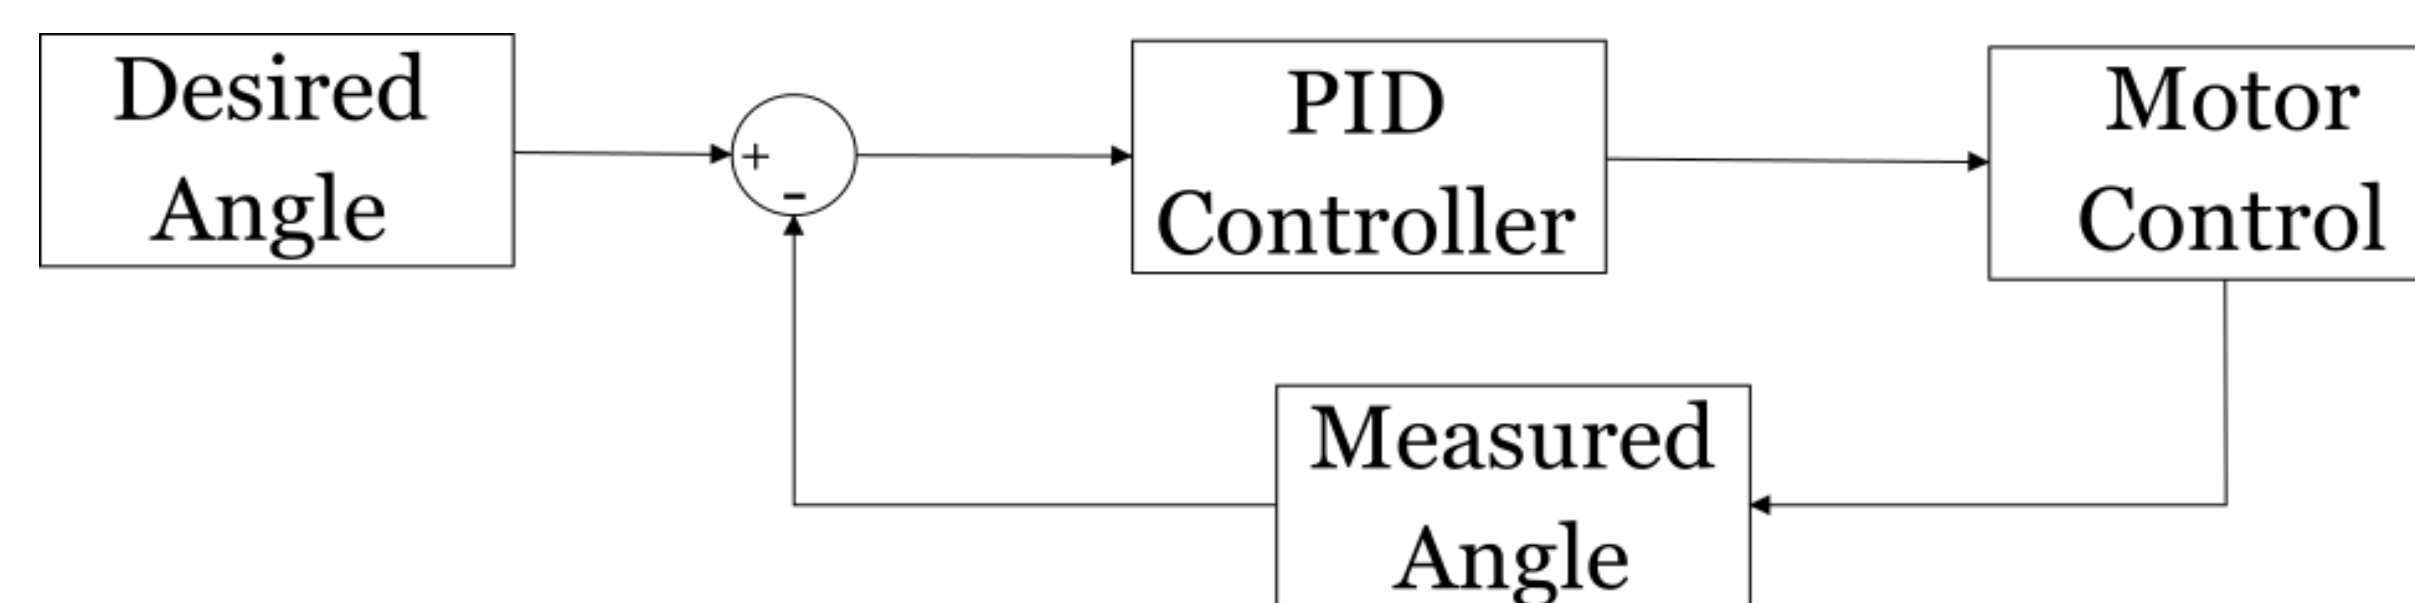 Desired
Angle
+
-
PID
Controller
Motor
Control
Measured
Angle